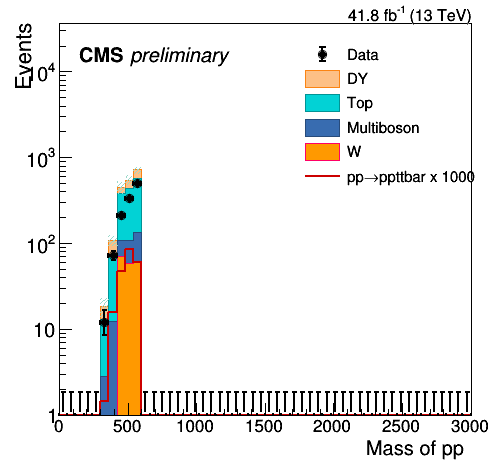 41.8 fb⁻¹ (13 TeV)
Events
CMS preliminary
Data
DY
Top
Multiboson
W
pp→ppttbar x 1000
10⁴
10³
10²
10
1
0 500 1000 1500 2000 2500 3000
Mass of pp